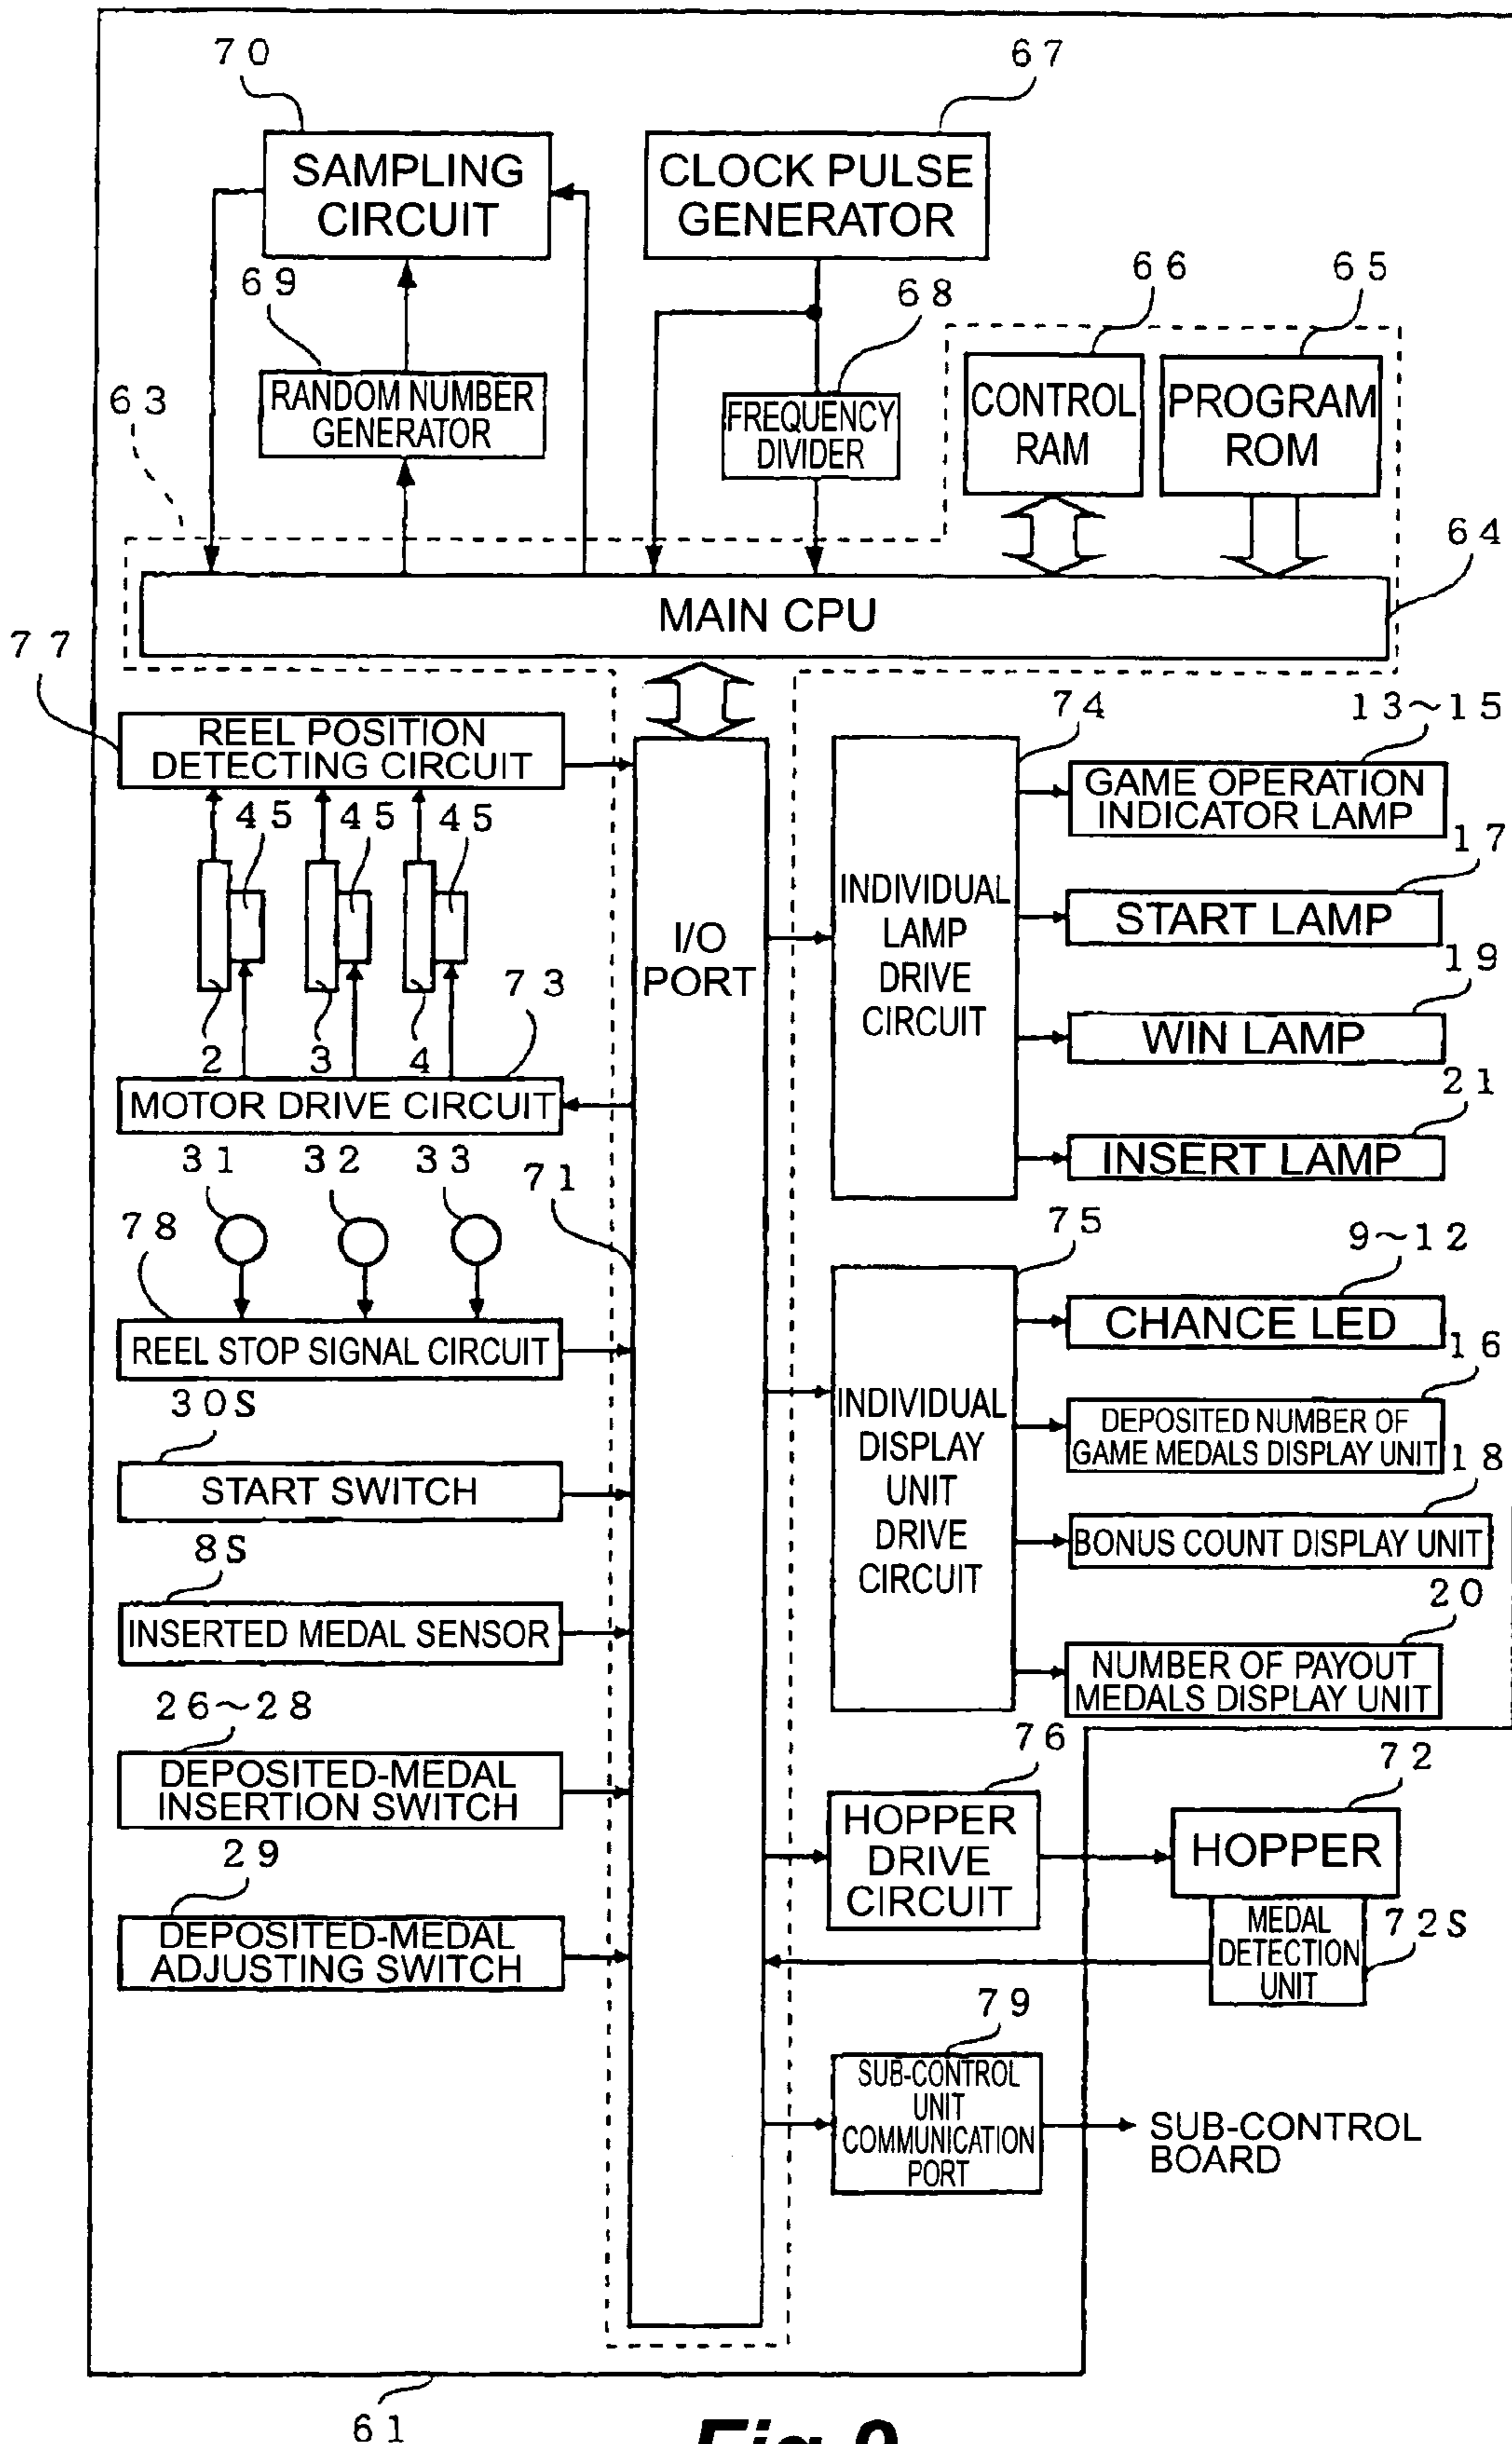 70
67
SAMPLING
CIRCUIT
CLOCK PULSE
GENERATOR
69
68
66
65
63
RANDOM NUMBER
GENERATOR
FREQUENCY
DIVIDER
CONTROL
RAM
PROGRAM
ROM
64
MAIN CPU
77
REEL POSITION
DETECTING CIRCUIT
45
45
45
2
3
4
73
MOTOR DRIVE CIRCUIT
31
32
33
71
78
REEL STOP SIGNAL CIRCUIT
30S
START SWITCH
8S
INSERTED MEDAL SENSOR
26~28
DEPOSITED-MEDAL
INSERTION SWITCH
29
DEPOSITED-MEDAL
ADJUSTING SWITCH
I/O
PORT
74
INDIVIDUAL
LAMP
DRIVE
CIRCUIT
13~15
GAME OPERATION
INDICATOR LAMP
17
START LAMP
19
WIN LAMP
21
INSERT LAMP
75
INDIVIDUAL
DISPLAY
UNIT
DRIVE
CIRCUIT
9~12
CHANCE LED
16
DEPOSITED NUMBER OF
GAME MEDALS DISPLAY UNIT
18
BONUS COUNT DISPLAY UNIT
20
NUMBER OF PAYOUT
MEDALS DISPLAY UNIT
76
HOPPER
DRIVE
CIRCUIT
72
HOPPER
MEDAL
DETECTION
UNIT
72S
79
SUB-CONTROL
UNIT
COMMUNICATION
PORT
SUB-CONTROL
BOARD
61